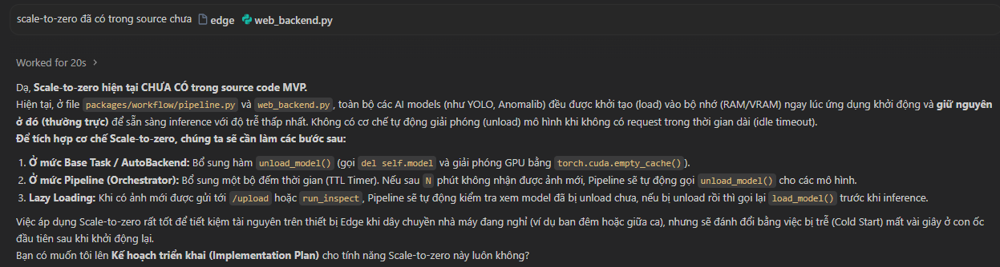 scale-to-zero đã có trong source chưa edge web_backend.py
Worked for 20s >
Dạ, Scale-to-zero hiện tại CHƯA CÓ trong source code MVP.
Hiện tại, ở file packages/workflow/pipeline.py và web_backend.py, toàn bộ các AI models (như YOLO, Anomalib) đều được khởi tạo (load) vào bộ nhớ (RAM/VRAM) ngay lúc ứng dụng khởi động và giữ nguyên
ở đó (thường trực) để sẵn sàng inference với độ trễ thấp nhất. Không có cơ chế tự động giải phóng (unload) mô hình khi không có request trong thời gian dài (idle timeout).
Để tích hợp cơ chế Scale-to-zero, chúng ta sẽ cần làm các bước sau:
1. Ở mức Base Task / AutoBackend: Bổ sung hàm unload_model() (gọi del self.model và giải phóng GPU bằng torch.cuda.empty_cache()).
2. Ở mức Pipeline (Orchestrator): Bổ sung một bộ đếm thời gian (TTL Timer). Nếu sau N phút không nhận được ảnh mới, Pipeline sẽ tự động gọi unload_model() cho các mô hình.
3. Lazy Loading: Khi có ảnh mới được gửi tới /upload hoặc run_inspect, Pipeline sẽ tự động kiểm tra xem model đã bị unload chưa, nếu bị unload rồi thì gọi lại load_model() trước khi inference.
Việc áp dụng Scale-to-zero rất tốt để tiết kiệm tài nguyên trên thiết bị Edge khi dây chuyền nhà máy đang nghỉ (ví dụ ban đêm hoặc giữa ca), nhưng sẽ đánh đổi bằng việc bị trễ (Cold Start) mất vài giây ở con ốc
đầu tiên sau khi khởi động lại.
Bạn có muốn tôi lên Kế hoạch triển khai (Implementation Plan) cho tính năng Scale-to-zero này luôn không?